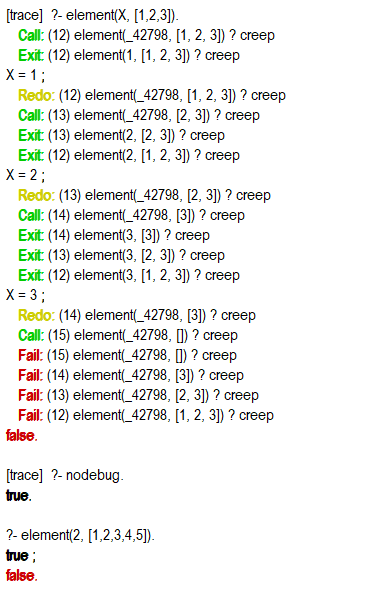 [trace]  ?- element(X, [1,2,3]).
Call: (12) element(_42798, [1, 2, 3]) ? creep
Exit: (12) element(1, [1, 2, 3]) ? creep
X = 1 ;
Redo: (12) element(_42798, [1, 2, 3]) ? creep
Call: (13) element(_42798, [2, 3]) ? creep
Exit: (13) element(2, [2, 3]) ? creep
Exit: (12) element(2, [1, 2, 3]) ? creep
X = 2 ;
Redo: (13) element(_42798, [2, 3]) ? creep
Call: (14) element(_42798, [3]) ? creep
Exit: (14) element(3, [3]) ? creep
Exit: (13) element(3, [2, 3]) ? creep
Exit: (12) element(3, [1, 2, 3]) ? creep
X = 3 ;
Redo: (14) element(_42798, [3]) ? creep
Call: (15) element(_42798, []) ? creep
Fail: (15) element(_42798, []) ? creep
Fail: (14) element(_42798, [3]) ? creep
Fail: (13) element(_42798, [2, 3]) ? creep
Fail: (12) element(_42798, [1, 2, 3]) ? creep
false.
[trace]  ?- nodebug.
true.
?- element(2, [1,2,3,4,5]).
true ;
false.